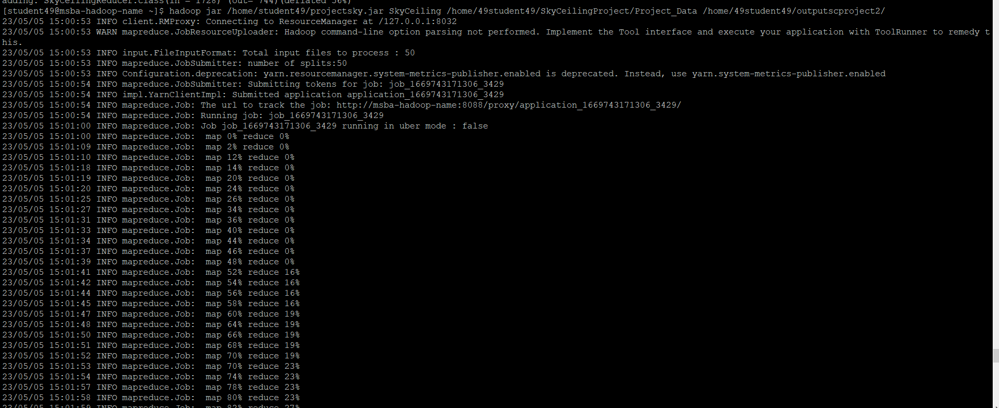 adding: SkyCeilingReducer.class(in = 1728) (out= 744)(deflated 56%)
[student49@msba-hadoop-name ~]$ hadoop jar /home/student49/projectsky.jar SkyCeiling /home/49student49/SkyCeilingProject/Project_Data /home/49student49/outputscproject2/
23/05/05 15:00:53 INFO client.RMProxy: Connecting to ResourceManager at /127.0.0.1:8032
23/05/05 15:00:53 WARN mapreduce.JobResourceUploader: Hadoop command-line option parsing not performed. Implement the Tool interface and execute your application with ToolRunner to remedy t
his.
23/05/05 15:00:53 INFO input.FileInputFormat: Total input files to process : 50
23/05/05 15:00:53 INFO mapreduce.JobSubmitter: number of splits:50
23/05/05 15:00:53 INFO Configuration.deprecation: yarn.resourcemanager.system-metrics-publisher.enabled is deprecated. Instead, use yarn.system-metrics-publisher.enabled
23/05/05 15:00:54 INFO mapreduce.JobSubmitter: Submitting tokens for job: job_1669743171306_3429
23/05/05 15:00:54 INFO impl.YarnClientImpl: Submitted application application_1669743171306_3429
23/05/05 15:00:54 INFO mapreduce.Job: The url to track the job: http://msba-hadoop-name:8088/proxy/application_1669743171306_3429/
23/05/05 15:00:54 INFO mapreduce.Job: Running job: job_1669743171306_3429
23/05/05 15:01:00 INFO mapreduce.Job: Job job_1669743171306_3429 running in uber mode : false
23/05/05 15:01:00 INFO mapreduce.Job:  map 0% reduce 0%
23/05/05 15:01:09 INFO mapreduce.Job:  map 2% reduce 0%
23/05/05 15:01:10 INFO mapreduce.Job:  map 12% reduce 0%
23/05/05 15:01:18 INFO mapreduce.Job:  map 14% reduce 0%
23/05/05 15:01:19 INFO mapreduce.Job:  map 20% reduce 0%
23/05/05 15:01:20 INFO mapreduce.Job:  map 24% reduce 0%
23/05/05 15:01:25 INFO mapreduce.Job:  map 26% reduce 0%
23/05/05 15:01:27 INFO mapreduce.Job:  map 34% reduce 0%
23/05/05 15:01:31 INFO mapreduce.Job:  map 36% reduce 0%
23/05/05 15:01:33 INFO mapreduce.Job:  map 40% reduce 0%
23/05/05 15:01:34 INFO mapreduce.Job:  map 44% reduce 0%
23/05/05 15:01:37 INFO mapreduce.Job:  map 46% reduce 0%
23/05/05 15:01:39 INFO mapreduce.Job:  map 48% reduce 0%
23/05/05 15:01:41 INFO mapreduce.Job:  map 52% reduce 16%
23/05/05 15:01:42 INFO mapreduce.Job:  map 54% reduce 16%
23/05/05 15:01:44 INFO mapreduce.Job:  map 56% reduce 16%
23/05/05 15:01:45 INFO mapreduce.Job:  map 58% reduce 16%
23/05/05 15:01:47 INFO mapreduce.Job:  map 60% reduce 19%
23/05/05 15:01:48 INFO mapreduce.Job:  map 64% reduce 19%
23/05/05 15:01:50 INFO mapreduce.Job:  map 66% reduce 19%
23/05/05 15:01:51 INFO mapreduce.Job:  map 68% reduce 19%
23/05/05 15:01:52 INFO mapreduce.Job:  map 70% reduce 19%
23/05/05 15:01:53 INFO mapreduce.Job:  map 70% reduce 23%
23/05/05 15:01:54 INFO mapreduce.Job:  map 74% reduce 23%
23/05/05 15:01:57 INFO mapreduce.Job:  map 78% reduce 23%
23/05/05 15:01:58 INFO mapreduce.Job:  map 80% reduce 23%
23/05/05 15:01:59 INFO mapreduce.Job:  map 82% reduce 27%